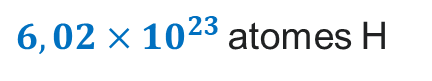 6,02 × 10²³ atomes H